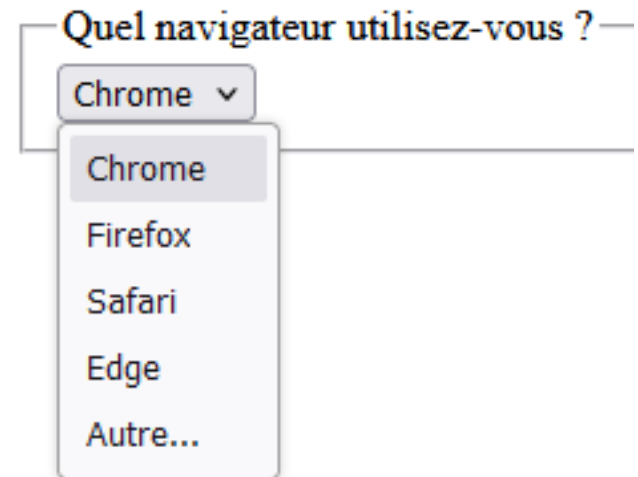 Quel navigateur utilisez-vous ?
Chrome
Chrome
Firefox
Safari
Edge
Autre...